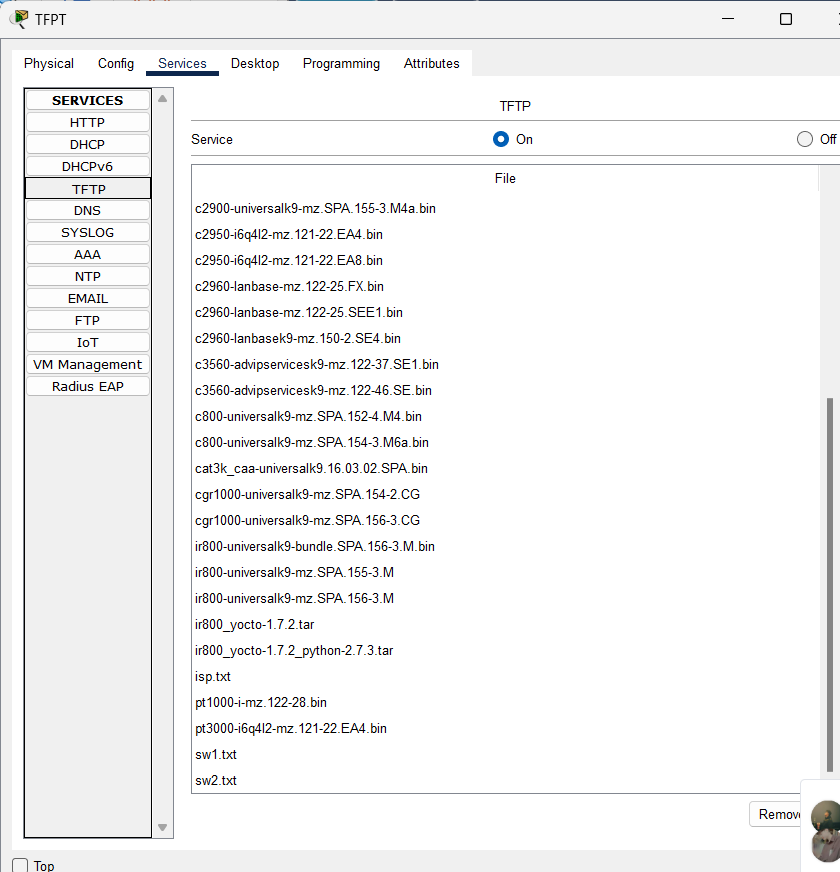 TFPT
Physical Config Services Desktop Programming Attributes
SERVICES
HTTP
DHCP
DHCPv6
TFTP
DNS
SYSLOG
AAA
NTP
EMAIL
FTP
IoT
VM Management
Radius EAP
TFTP
Service On Off
File
c2900-universalk9-mz.SPA.155-3.M4a.bin
c2950-i6q4l2-mz.121-22.EA4.bin
c2950-i6q4l2-mz.121-22.EA8.bin
c2960-lanbase-mz.122-25.FX.bin
c2960-lanbase-mz.122-25.SEE1.bin
c2960-lanbasek9-mz.150-2.SE4.bin
c3560-advipservicesk9-mz.122-37.SE1.bin
c3560-advipservicesk9-mz.122-46.SE.bin
c800-universalk9-mz.SPA.152-4.M4.bin
c800-universalk9-mz.SPA.154-3.M6a.bin
cat3k_caa-universalk9.16.03.02.SPA.bin
cgr1000-universalk9-mz.SPA.154-2.CG
cgr1000-universalk9-mz.SPA.156-3.CG
ir800-universalk9-bundle.SPA.156-3.M.bin
ir800-universalk9-mz.SPA.155-3.M
ir800-universalk9-mz.SPA.156-3.M
ir800_yocto-1.7.2.tar
ir800_yocto-1.7.2_python-2.7.3.tar
isp.txt
pt1000-i-mz.122-28.bin
pt3000-i6q4l2-mz.121-22.EA4.bin
sw1.txt
sw2.txt
Remove
Top